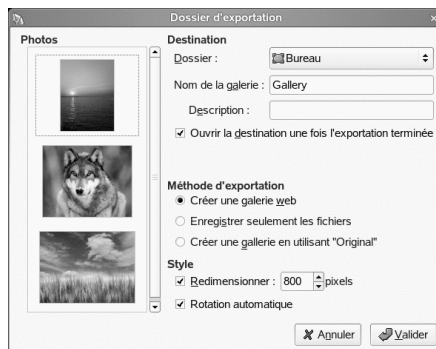 Dossier d'exportation
Photos
Destination
Dossier :
Bureau
Nom de la galerie :
Gallery
Description :
Ouvrir la destination une fois l'exportation terminée
Méthode d'exportation
Créer une galerie web
Enregistrer seulement les fichiers
Créer une gallerie en utilisant "Original"
Style
Redimensionner : 800 pixels
Rotation automatique
Annuler
Valider